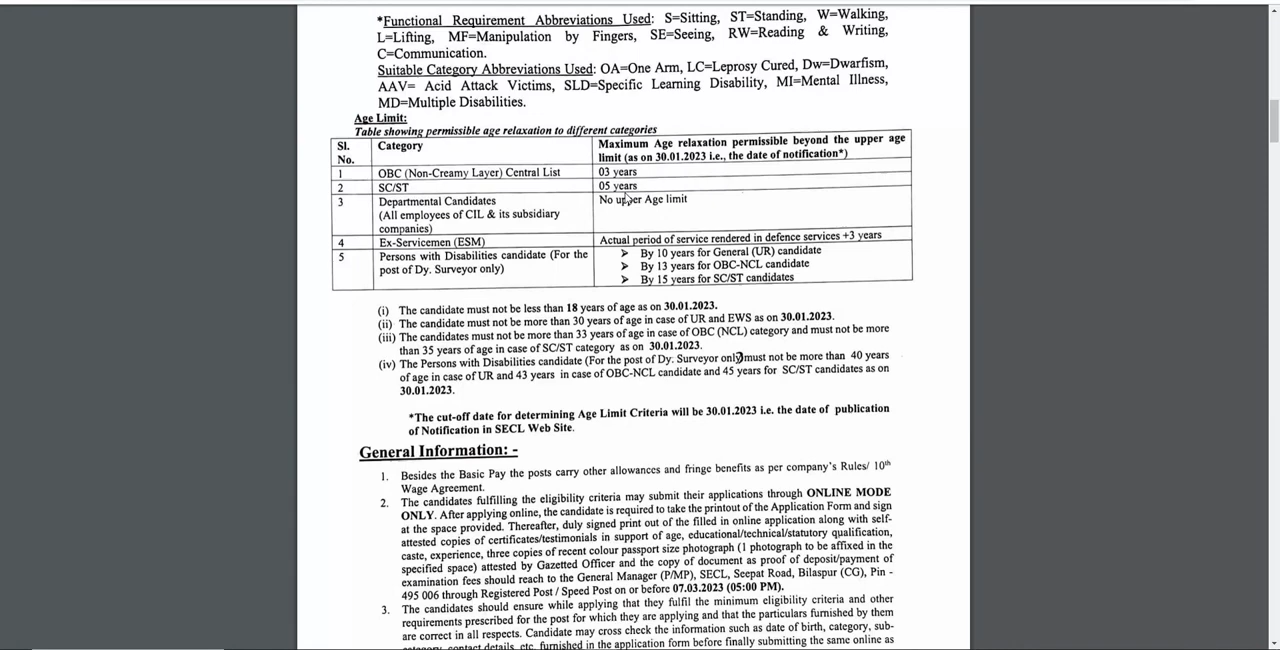 *Functional Requirement Abbreviations Used: S=Sitting, ST=Standing, W=Walking,
L=Lifting, MF=Manipulation by Fingers, SE=Seeing, RW=Reading & Writing,
C=Communication.
Suitable Category Abbreviations Used: OA=One Arm, LC=Leprosy Cured, Dw=Dwarfism,
AAV= Acid Attack Victims, SLD=Specific Learning Disability, MI=Mental Illness,
MD=Multiple Disabilities.
Age Limit:
Table showing permissible age relaxation to different categories
Sl. No. Category Maximum Age relaxation permissible beyond the upper age
limit (as on 30.01.2023 i.e., the date of notification*)
1 OBC (Non-Creamy Layer) Central List 03 years
2 SC/ST 05 years
3 Departmental Candidates No upper Age limit
(All employees of CIL & its subsidiary
companies)
4 Ex-Servicemen (ESM) Actual period of service rendered in defence services +3 years
5 Persons with Disabilities candidate (For the ➢ By 10 years for General (UR) candidate
post of Dy. Surveyor only) ➢ By 13 years for OBC-NCL candidate
➢ By 15 years for SC/ST candidates
(i) The candidate must not be less than 18 years of age as on 30.01.2023.
(ii) The candidate must not be more than 30 years of age in case of UR and EWS as on 30.01.2023.
(iii) The candidates must not be more than 33 years of age in case of OBC (NCL) category and must not be more
than 35 years of age in case of SC/ST category as on 30.01.2023.
(iv) The Persons with Disabilities candidate (For the post of Dy. Surveyor only) must not be more than 40 years
of age in case of UR and 43 years in case of OBC-NCL candidate and 45 years for SC/ST candidates as on
30.01.2023.
*The cut-off date for determining Age Limit Criteria will be 30.01.2023 i.e. the date of publication
of Notification in SECL Web Site.
General Information: -
1. Besides the Basic Pay the posts carry other allowances and fringe benefits as per company's Rules/ 10th
Wage Agreement.
2. The candidates fulfilling the eligibility criteria may submit their applications through ONLINE MODE
ONLY. After applying online, the candidate is required to take the printout of the Application Form and sign
at the space provided. Thereafter, duly signed print out of the filled in online application along with self-
attested copies of certificates/testimonials in support of age, educational/technical/statutory qualification,
caste, experience, three copies of recent colour passport size photograph (1 photograph to be affixed in the
specified space) attested by Gazetted Officer and the copy of document as proof of deposit/payment of
examination fees should reach to the General Manager (P/MP), SECL, Seepat Road, Bilaspur (CG), Pin -
495 006 through Registered Post / Speed Post on or before 07.03.2023 (05:00 PM).
3. The candidates should ensure while applying that they fulfil the minimum eligibility criteria and other
requirements prescribed for the post for which they are applying and that the particulars furnished by them
are correct in all respects. Candidate may cross check the information such as date of birth, category, sub-
category, contact details, etc. furnished in the application form before finally submitting the same online as